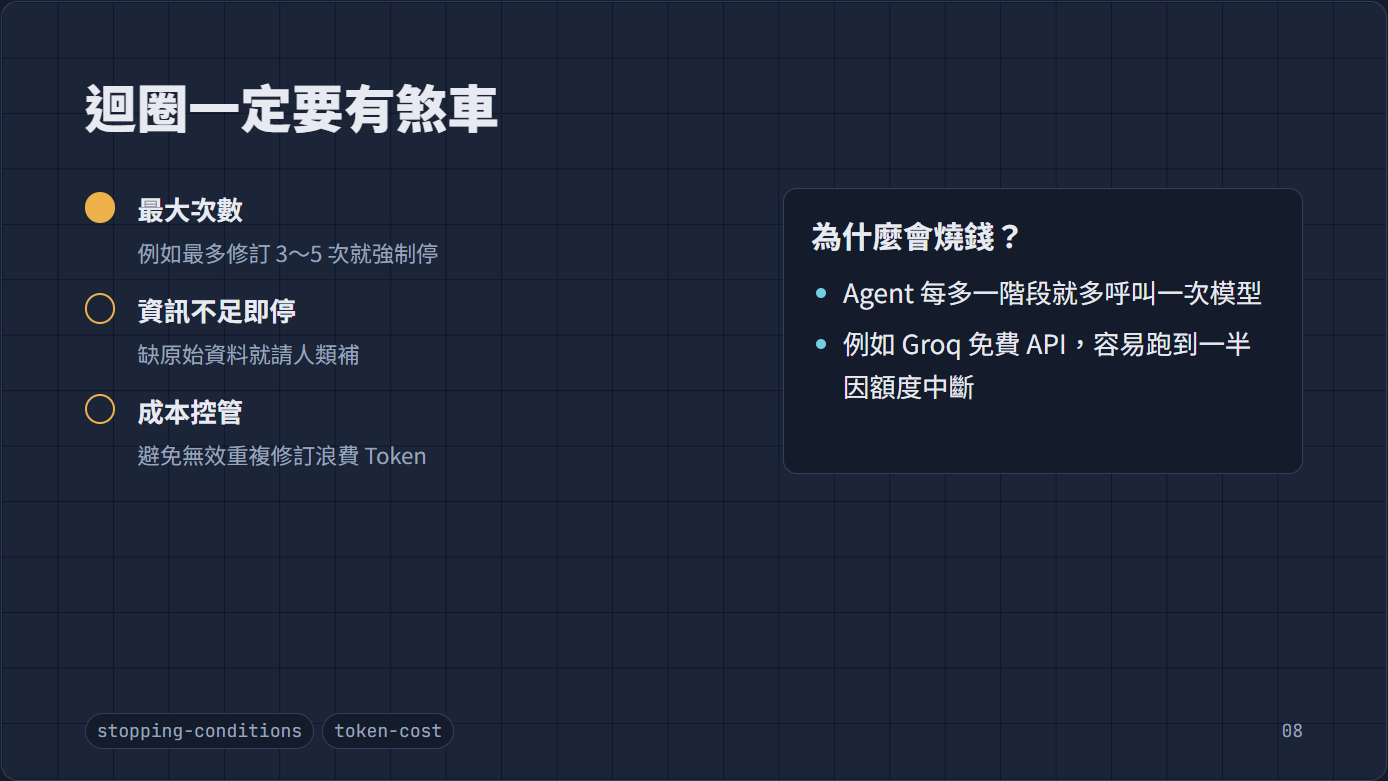 迴圈一定要有煞車
最大次數
例如最多修訂 3～5 次就強制停
資訊不足即停
缺原始資料就請人類補
成本控管
避免無效重複修訂浪費 Token
為什麼會燒錢？
Agent 每多一階段就多呼叫一次模型
例如 Groq 免費 API，容易跑到一半
因額度中斷
stopping-conditions
token-cost
08